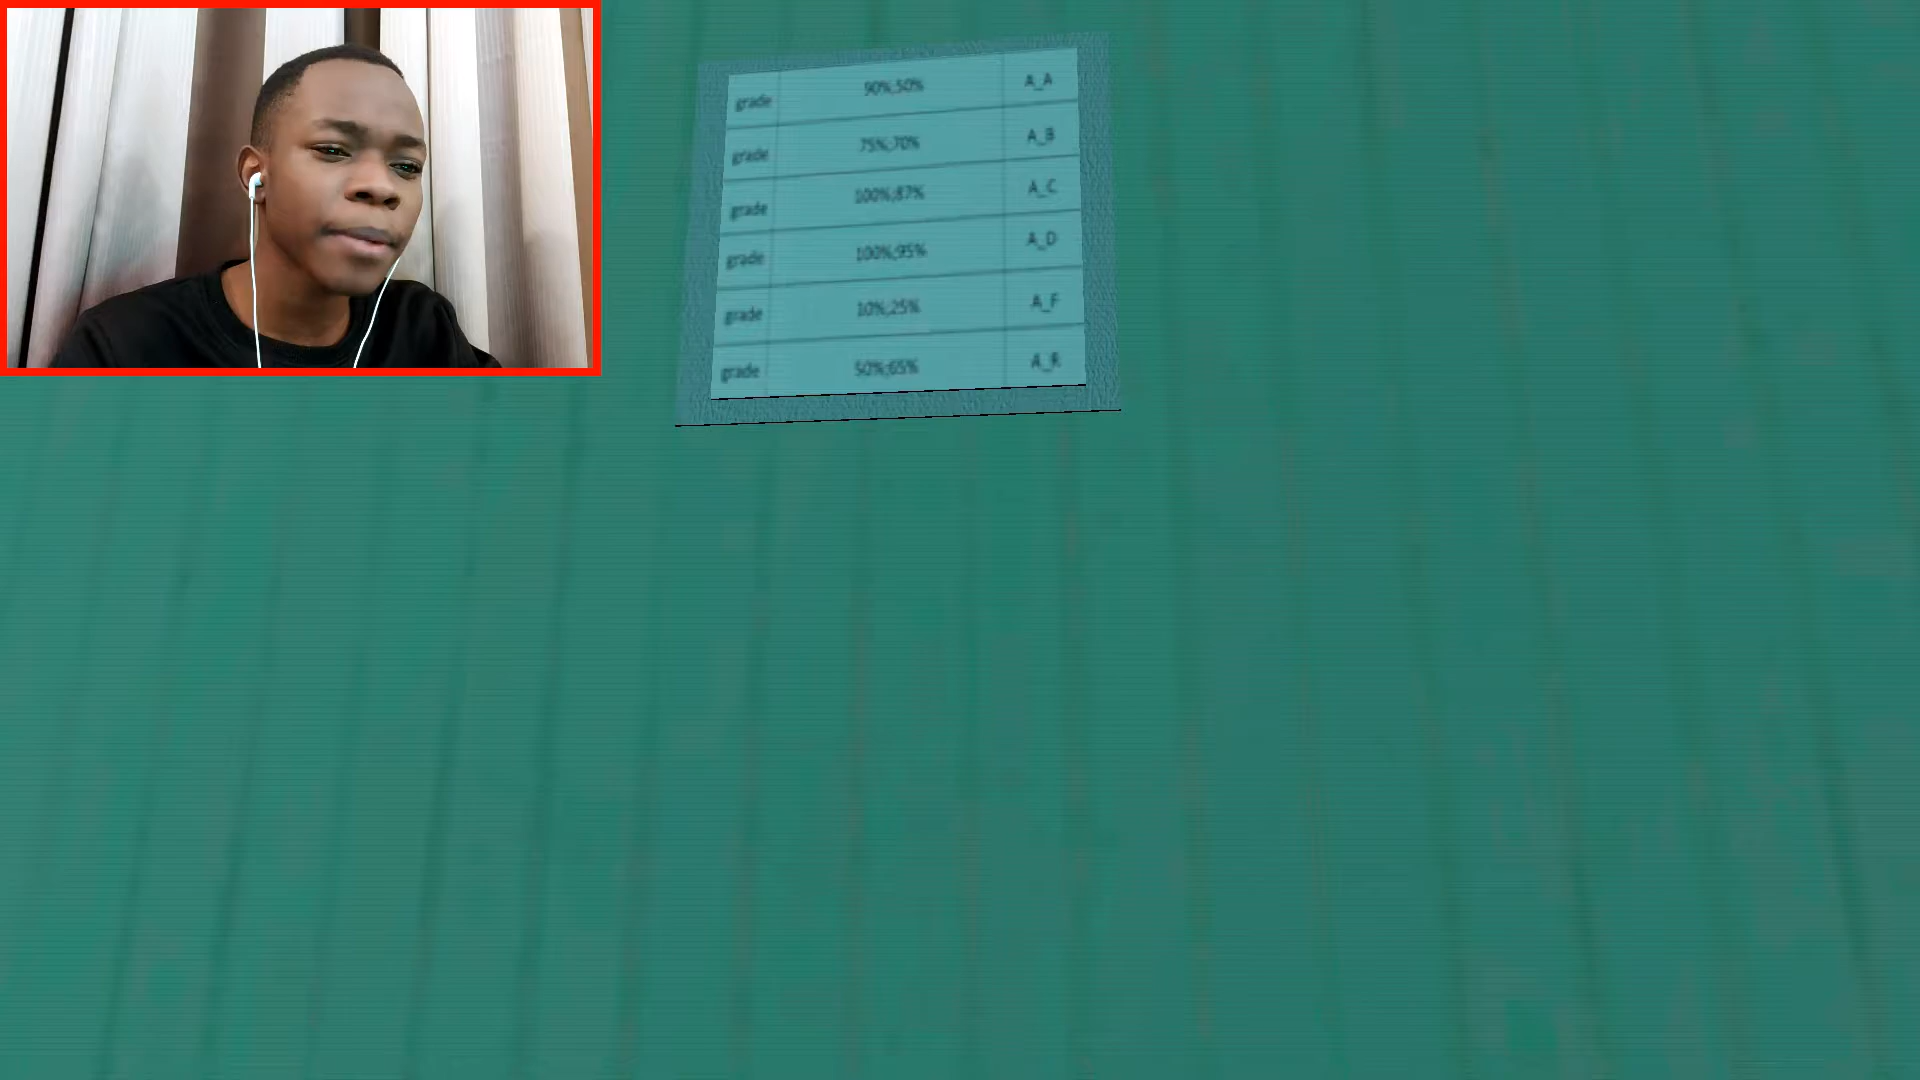 grade 90%;50% A_A
grade 75%;70% A_B
grade 100%;87% A_C
grade 100%;95% A_D
grade 10%;25% A_F
grade 50%;65% A_R